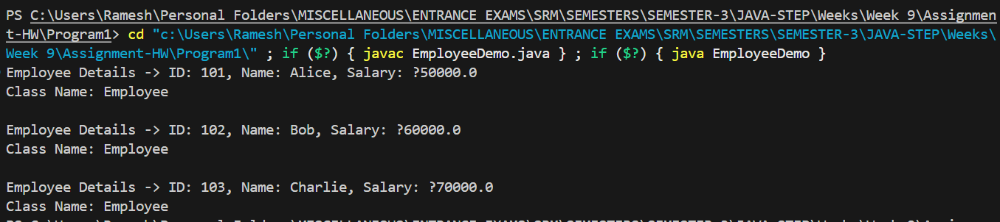 PS C:\Users\Ramesh\Personal Folders\MISCELLANEOUS\ENTRANCE EXAMS\SRM\SEMESTERS\SEMESTER-3\JAVA-STEP\Weeks\Week 9\Assignmen
t-HW\Program1> cd "c:\Users\Ramesh\Personal Folders\MISCELLANEOUS\ENTRANCE EXAMS\SRM\SEMESTERS\SEMESTER-3\JAVA-STEP\Weeks\
Week 9\Assignment-HW\Program1\" ; if ($?) { javac EmployeeDemo.java } ; if ($?) { java EmployeeDemo }
Employee Details -> ID: 101, Name: Alice, Salary: ?50000.0
Class Name: Employee
Employee Details -> ID: 102, Name: Bob, Salary: ?60000.0
Class Name: Employee
Employee Details -> ID: 103, Name: Charlie, Salary: ?70000.0
Class Name: Employee